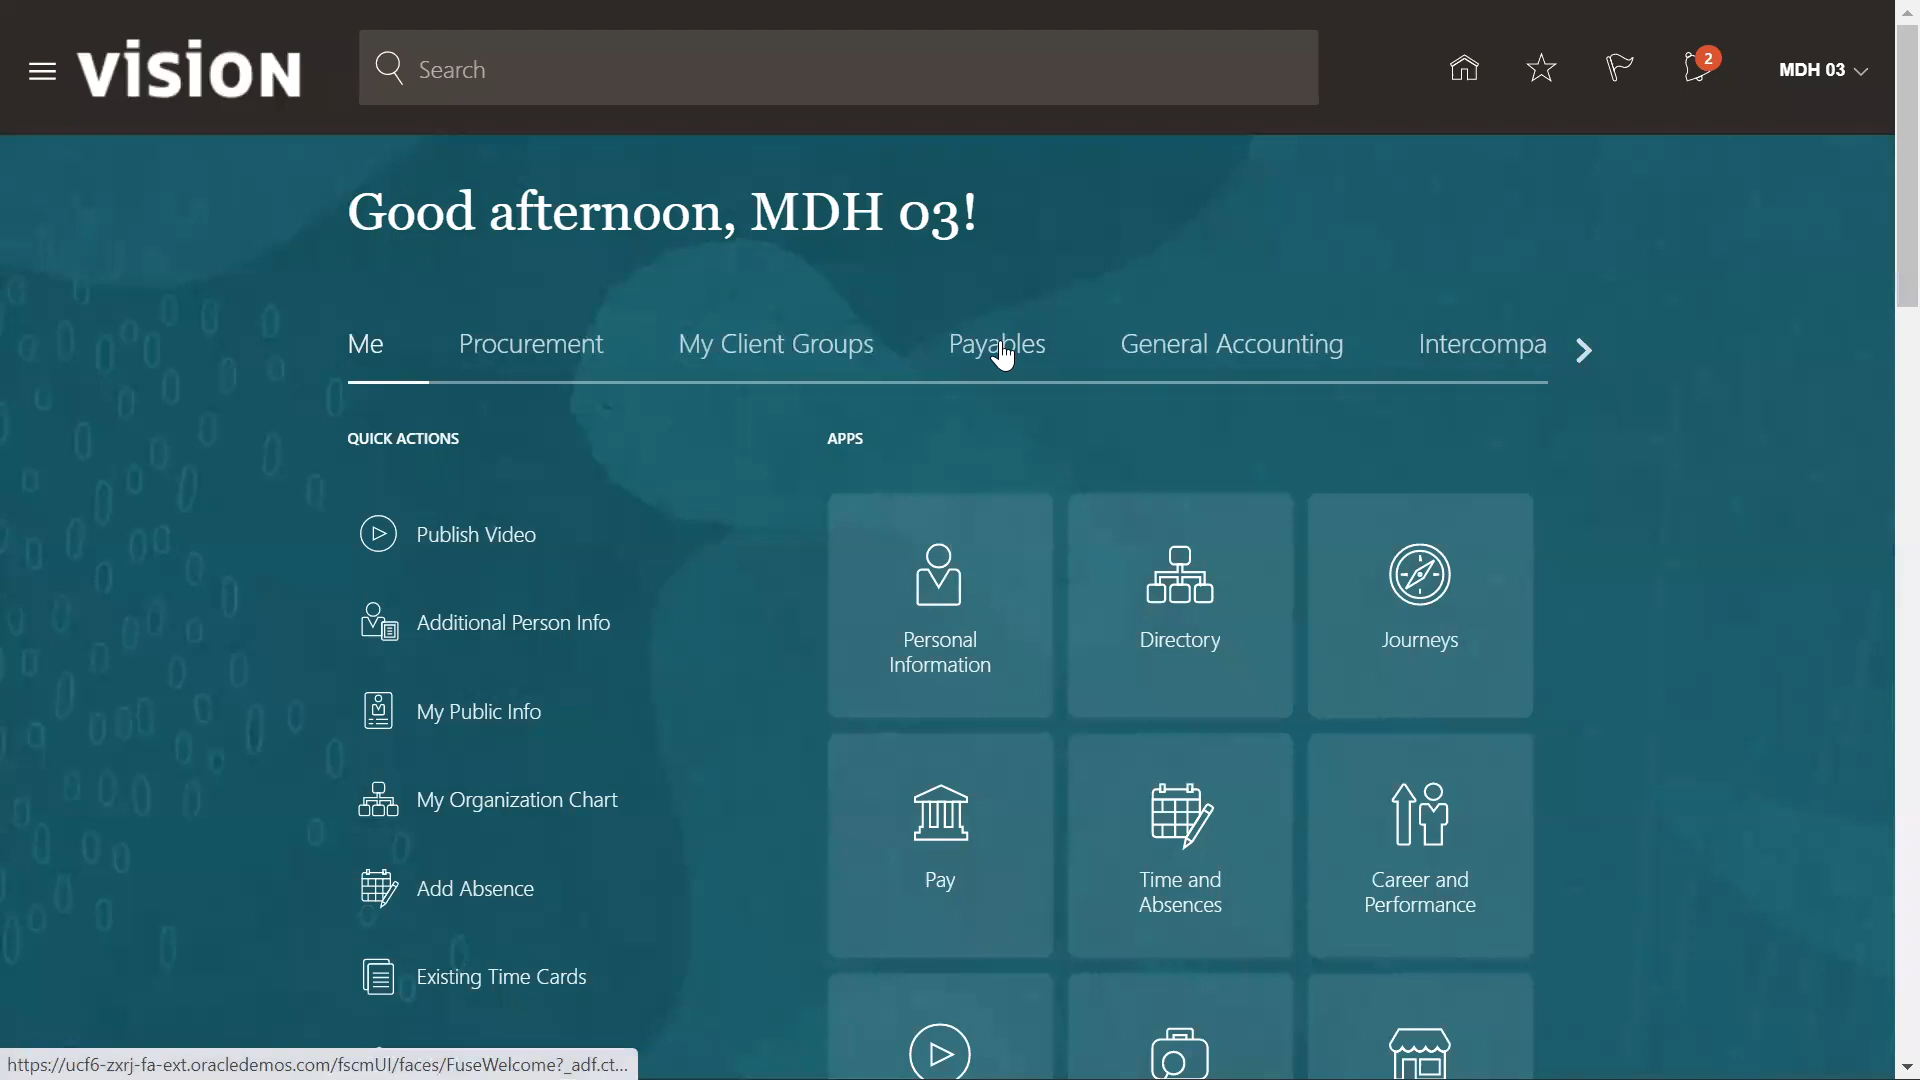 vision
Search
2
MDH 03
Good afternoon, MDH 03!
Me
Procurement
My Client Groups
Payables
General Accounting
Intercompa
QUICK ACTIONS
APPS
Publish Video
Additional Person Info
My Public Info
My Organization Chart
Add Absence
Existing Time Cards
Personal
Information
Directory
Journeys
Pay
Time and
Absences
Career and
Performance
https://ucf6-zxrj-fa-ext.oracledemos.com/fscmUI/faces/FuseWelcome?_adf.ct...